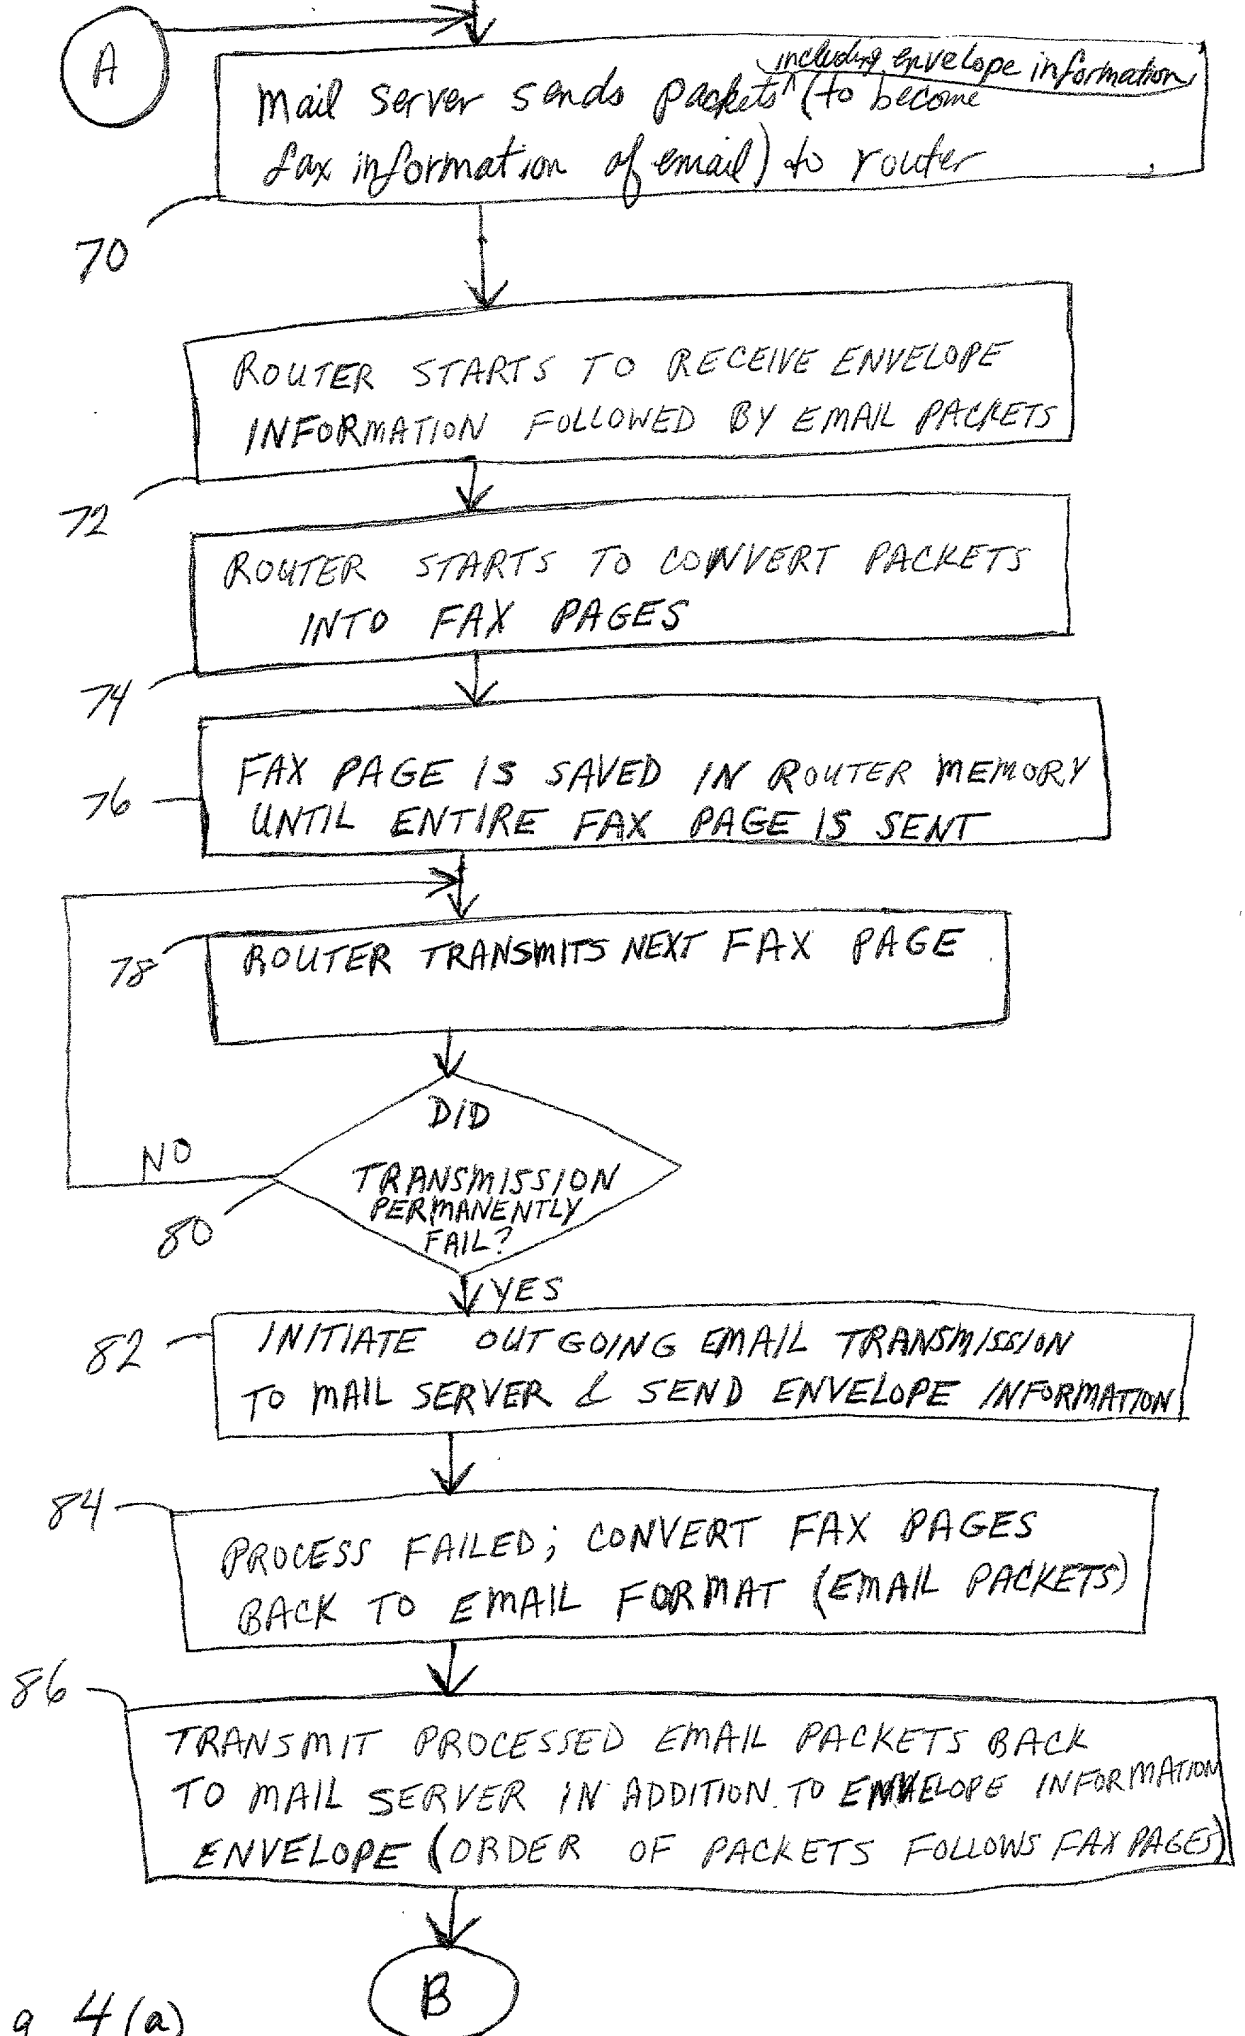 A
including envelope information
Mail Server sends packets ^ (to become
fax information of email) to router
70
ROUTER STARTS TO RECEIVE ENVELOPE
INFORMATION FOLLOWED BY EMAIL PACKETS
72
ROUTER STARTS TO CONVERT PACKETS
INTO FAX PAGES
74
FAX PAGE IS SAVED IN ROUTER MEMORY
UNTIL ENTIRE FAX PAGE IS SENT
76
ROUTER TRANSMITS NEXT FAX PAGE
78
DID
TRANSMISSION
PERMANENTLY
FAIL?
NO
80
YES
82
INITIATE OUTGOING EMAIL TRANSMISSION
TO MAIL SERVER & SEND ENVELOPE INFORMATION
84
PROCESS FAILED; CONVERT FAX PAGES
BACK TO EMAIL FORMAT (EMAIL PACKETS)
86
TRANSMIT PROCESSED EMAIL PACKETS BACK
TO MAIL SERVER IN ADDITION TO ENVELOPE INFORMATION
ENVELOPE (ORDER OF PACKETS FOLLOWS FAX PAGES)
B
g 4(a)